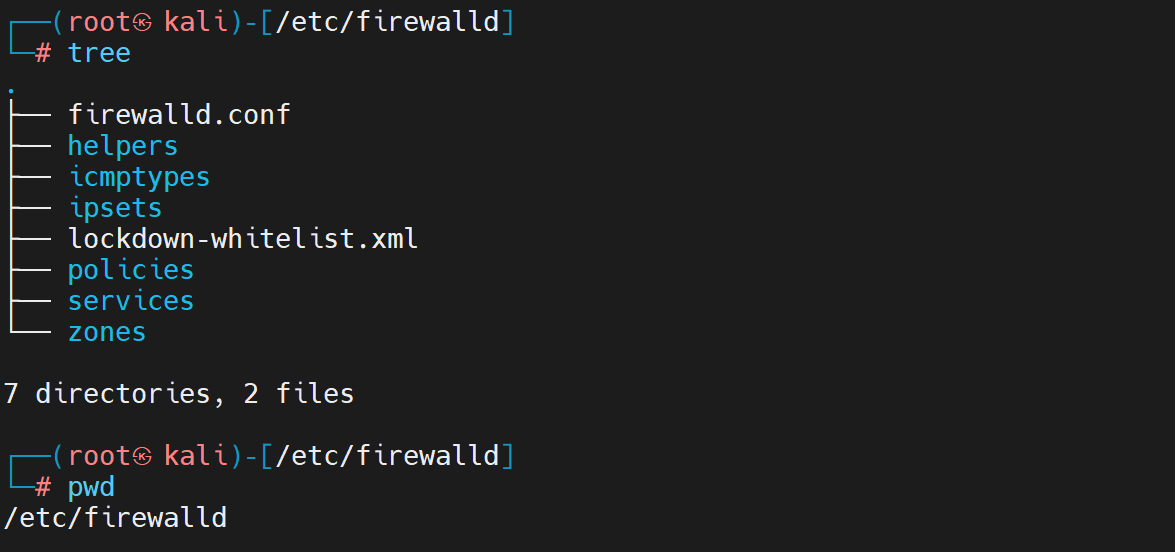 ┌──(root㉿kali)-[/etc/firewalld]
└─# tree
.
├── firewalld.conf
├── helpers
├── icmptypes
├── ipsets
├── lockdown-whitelist.xml
├── policies
├── services
└── zones
7 directories, 2 files
┌──(root㉿kali)-[/etc/firewalld]
└─# pwd
/etc/firewalld